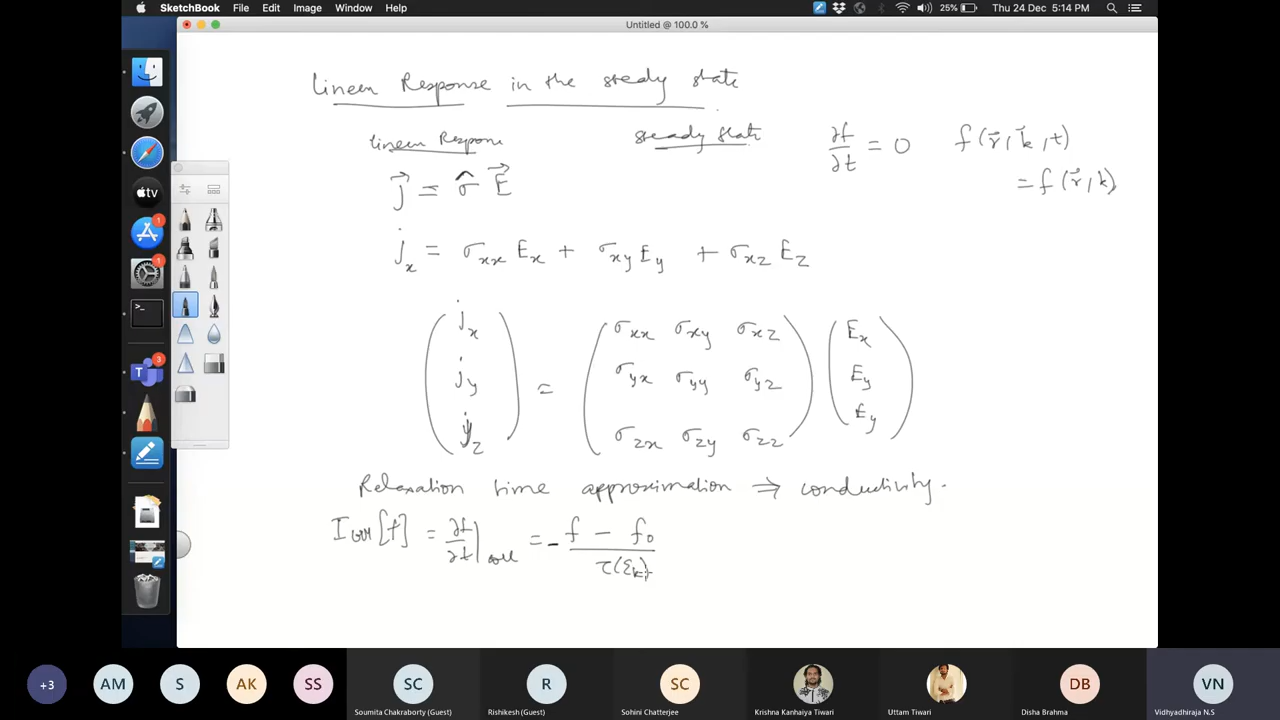 SketchBook File Edit Image Window Help 25% Thu 24 Dec 5:14 PM
Untitled @ 100.0 %
linear Response in the steady state
linear Response steady state ∂f/∂t = 0 f(r⃗, k⃗, t)
= f(r⃗, k)
j⃗ = σ̂ E⃗
jx = σxx Ex + σxy Ey + σxz Ez
jx σxx σxy σxz Ex
jy = σyx σyy σyz Ey
jz σzx σzy σzz Ey
Relaxation time approximation ⇒ conductivity.
[f] = ∂f/∂t|coll = - (f - f0)/τ(εk)
tv
1
1
3
+3 AM S AK SS SC R SC DB VN
Soumita Chakraborty (Guest) Rishikesh (Guest) Sohini Chatterjee Krishna Kanhaiya Tiwari Uttam Tiwari Disha Brahma Vidhyadhiraja N.S